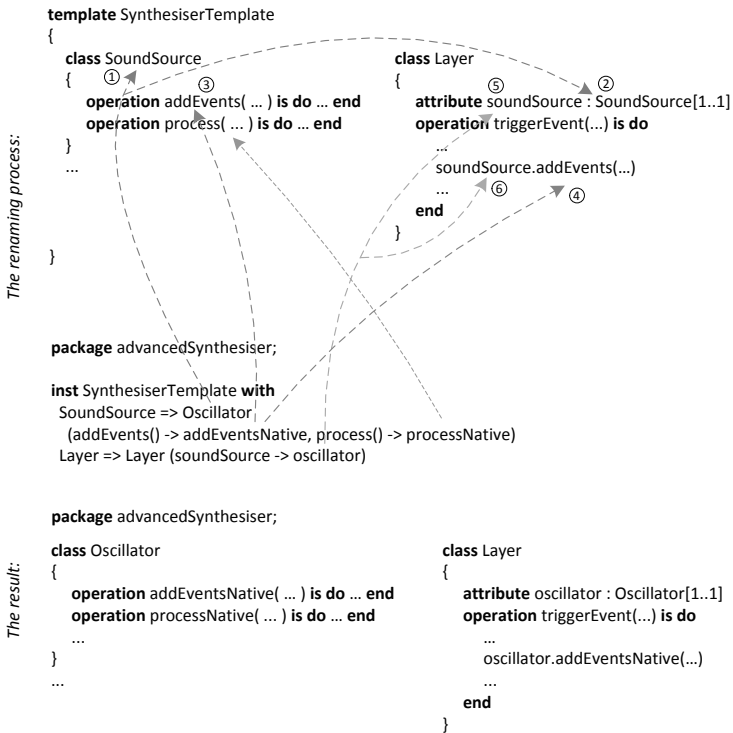 The renaming process:
template SynthesiserTemplate
{
class SoundSource
{
①
③
operation addEvents( ... ) is do ... end
operation process( ... ) is do ... end
}
...
}
class Layer
{
⑤
②
attribute soundSource : SoundSource[1..1]
operation triggerEvent(...) is do
...
soundSource.addEvents(...)
...
⑥
④
end
}
package advancedSynthesiser;
inst SynthesiserTemplate with
SoundSource => Oscillator
(addEvents() -> addEventsNative, process() -> processNative)
Layer => Layer (soundSource -> oscillator)
The result:
package advancedSynthesiser;
class Oscillator
{
operation addEventsNative( ... ) is do ... end
operation processNative( ... ) is do ... end
...
}
...
class Layer
{
attribute oscillator : Oscillator[1..1]
operation triggerEvent(...) is do
...
oscillator.addEventsNative(...)
...
end
}